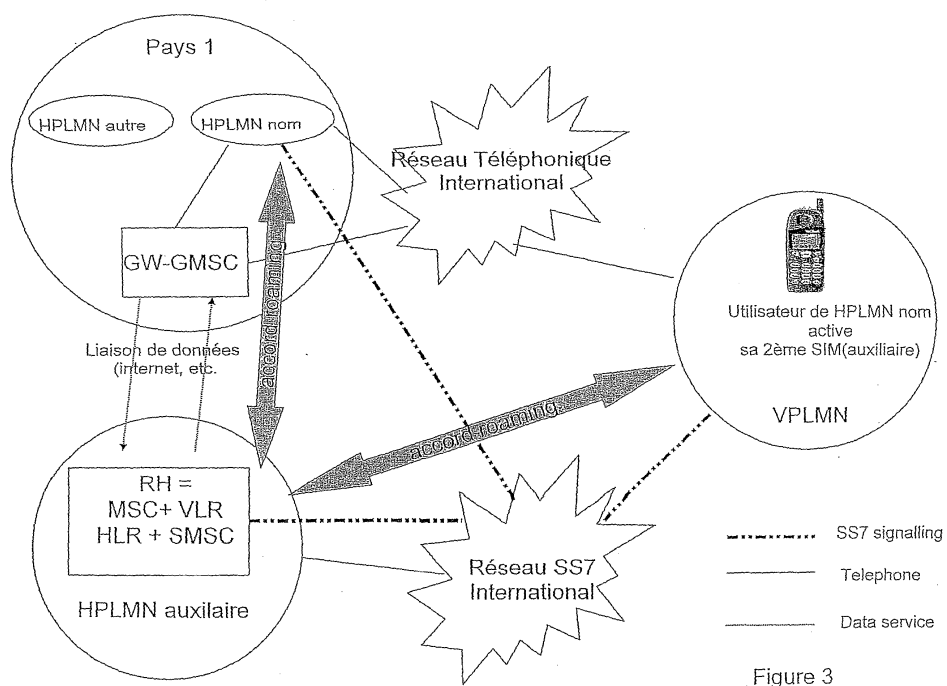 Pays 1
HPLMN autre
HPLMN nom
Réseau Téléphonique
International
GW-GMSC
accord roaming
Utilisateur de HPLMN nom
active
sa 2ème SIM(auxiliaire)
VPLMN
Liaison de données
(internet, etc.
accord roaming
RH =
MSC+ VLR
HLR + SMSC
HPLMN auxilaire
Réseau SS7
International
SS7 signalling
Telephone
Data service
Figure 3